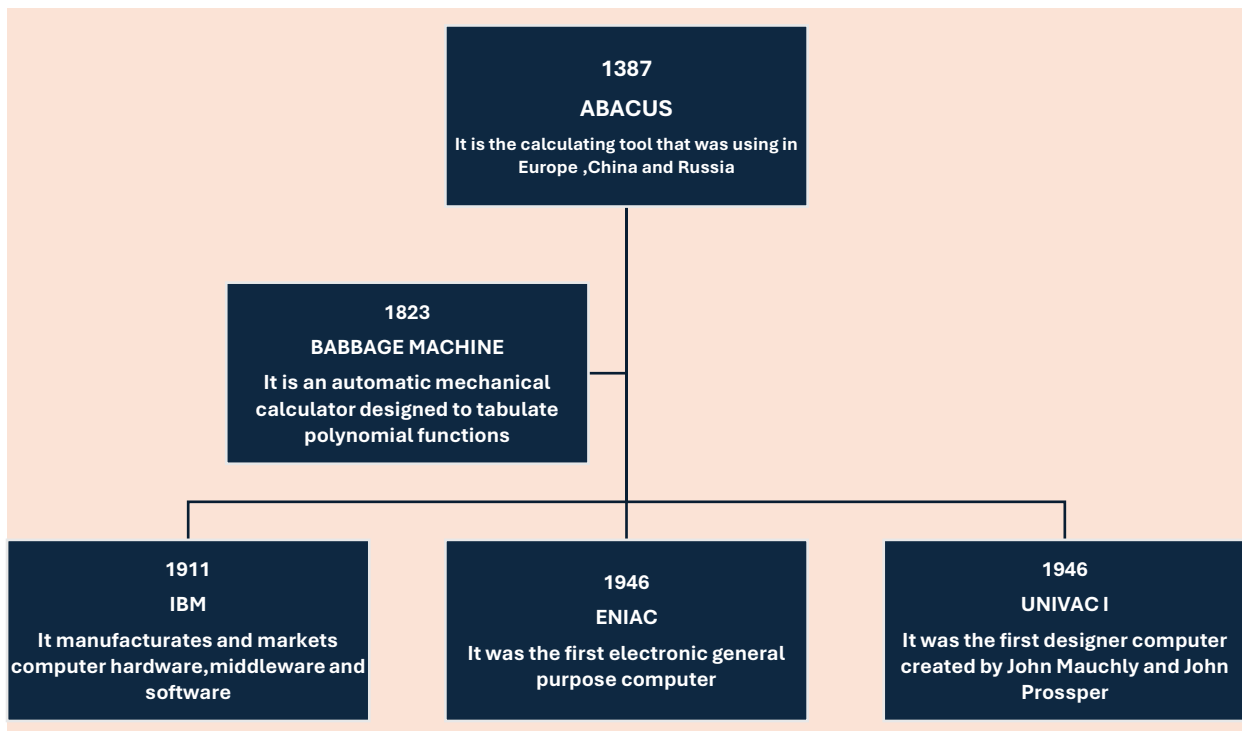 1387
ABACUS
It is the calculating tool that was using in
Europe ,China and Russia
1823
BABBAGE MACHINE
It is an automatic mechanical
calculator designed to tabulate
polynomial functions
1911
IBM
It manufacturates and markets
computer hardware,middleware and
software
1946
ENIAC
It was the first electronic general
purpose computer
1946
UNIVAC I
It was the first designer computer
created by John Mauchly and John
Prossper